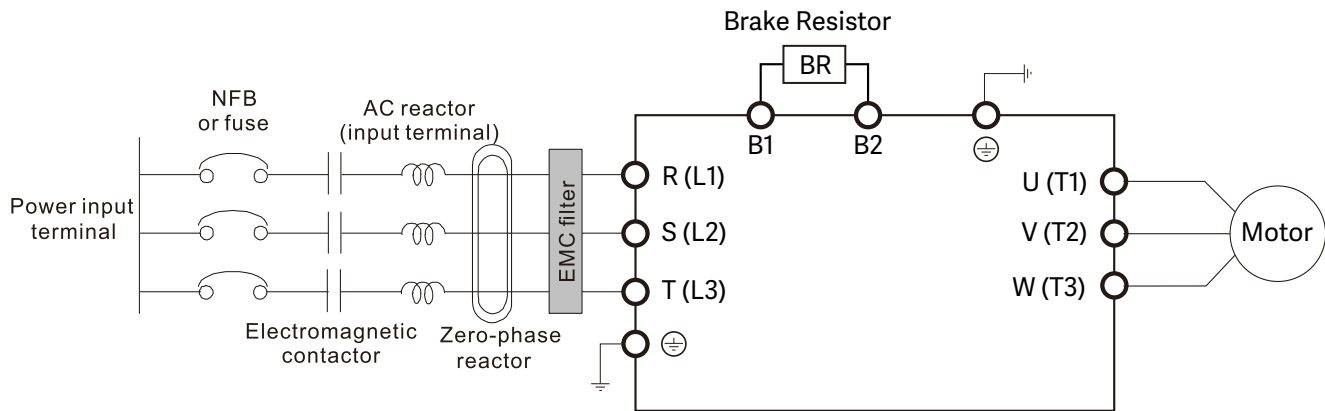 Brake Resistor
BR
NFB
or fuse
AC reactor
(input terminal)
B1
B2
R (L1)
U (T1)
Power input
terminal
EMC filter
S (L2)
V (T2)
Motor
T (L3)
W (T3)
Electromagnetic
contactor
Zero-phase
reactor